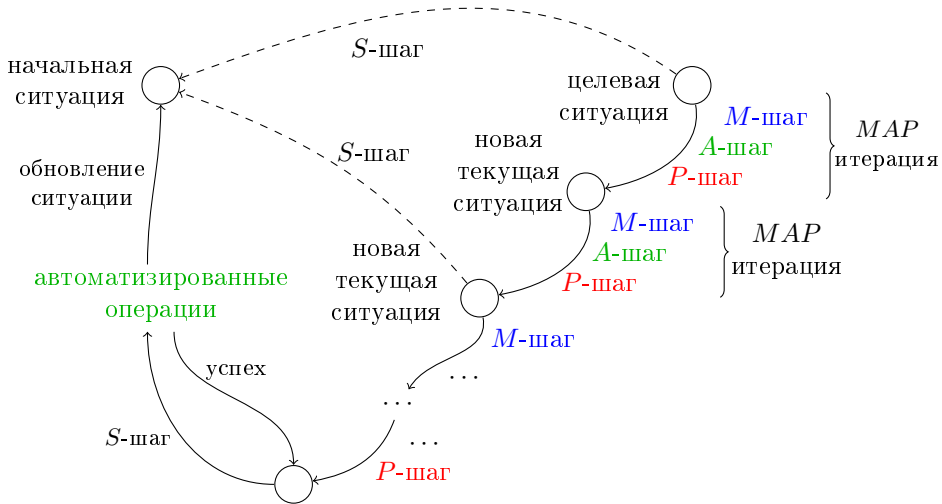 S-шаг
начальная
ситуация
целевая
ситуация
M-шаг
A-шаг
P-шаг
MAP
итерация
новая
текущая
ситуация
S-шаг
обновление
ситуации
M-шаг
A-шаг
P-шаг
MAP
итерация
новая
текущая
ситуация
автоматизированные
операции
M-шаг
успех
...
...
...
S-шаг
P-шаг